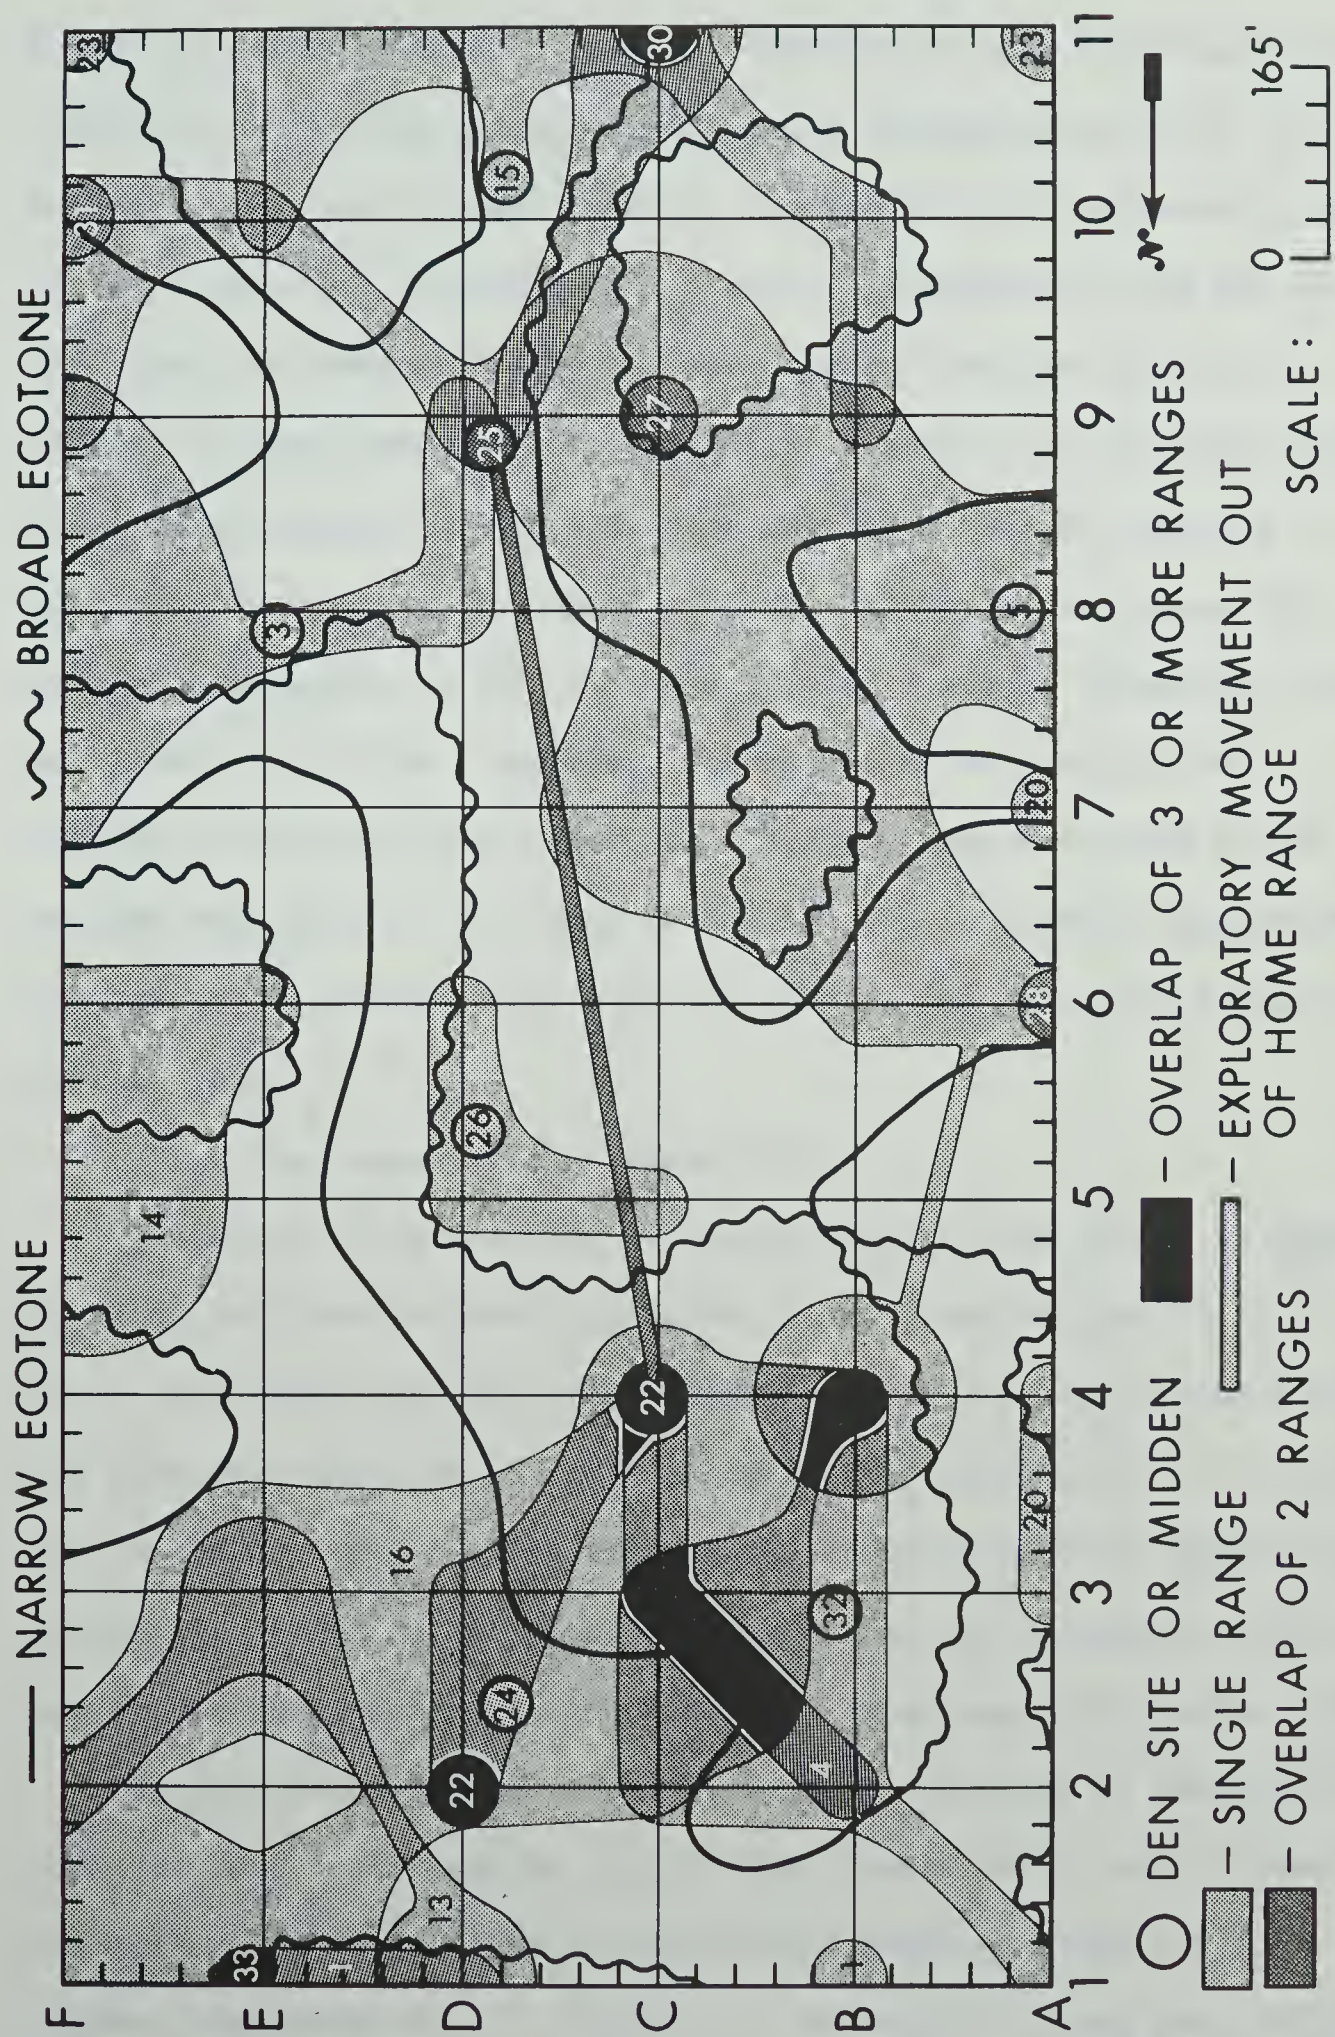 — NARROW ECOTONE
BROAD ECOTONE
F
E
D
C
B
A
1
2
3
4
5
6
7
8
9
10
11
33
1
13
1
22
24
4
32
16
22
20
14
26
28
20
3
5
25
27
31
15
23
30
23
DEN SITE OR MIDDEN
— SINGLE RANGE
— OVERLAP OF 2 RANGES
— OVERLAP OF 3 OR MORE RANGES
— EXPLORATORY MOVEMENT OUT
OF HOME RANGE
N
SCALE :
0 165'